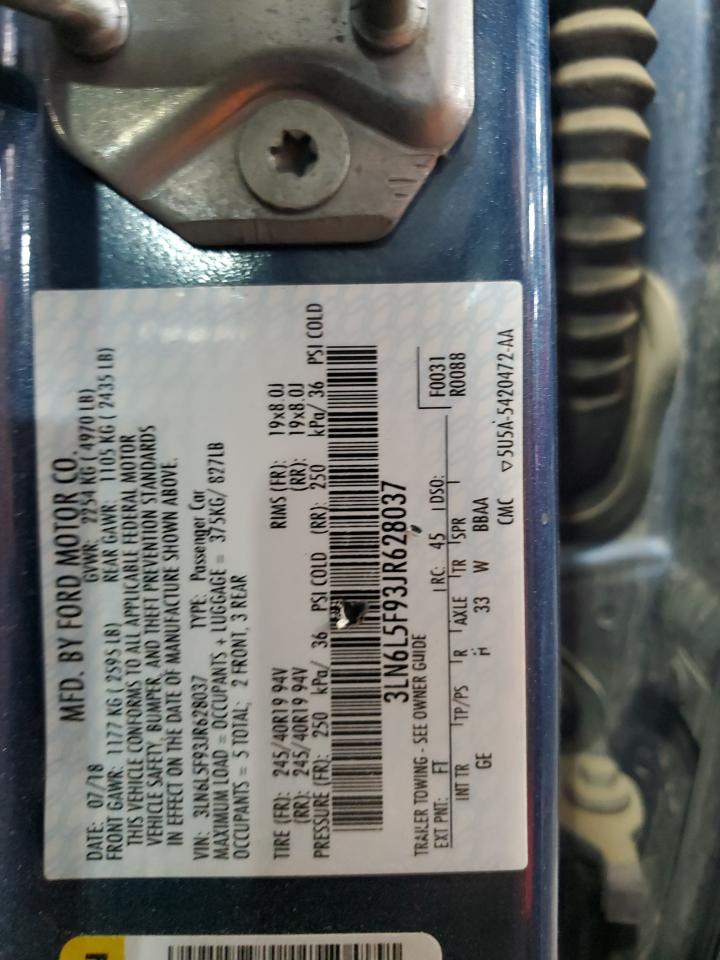 MFD. BY FORD MOTOR CO.
DATE: 07/18 GVWR: 2254 KG ( 4970 LB)
FRONT GAWR: 1177 KG ( 2595 LB) REAR GAWR: 1105 KG ( 2435 LB)
THIS VEHICLE CONFORMS TO ALL APPLICABLE FEDERAL MOTOR
VEHICLE SAFETY, BUMPER, AND THEFT PREVENTION STANDARDS
IN EFFECT ON THE DATE OF MANUFACTURE SHOWN ABOVE.
VIN: 3LN6L5F93JR628037 TYPE: Passenger Car
MAXIMUM LOAD = OCCUPANTS + LUGGAGE = 375KG/ 827LB
OCCUPANTS = 5 TOTAL; 2 FRONT, 3 REAR
TIRE (FR): 245/40R19 94V RIMS (FR): 19x8.0J
(RR): 245/40R19 94V (RR): 19x8.0J
PRESSURE (FR): 250 kPa/ 36 PSI COLD (RR): 250 kPa/ 36 PSI COLD
3LN6L5F93JR628037
TRAILER TOWING - SEE OWNER GUIDE F0031
EXT PNT: FT RC: 45 DSO: R0088
INT TR TP/PS R AXLE TR SPR
GE H 33 W BBAA
CMC ▽5U5A-5420472-AA